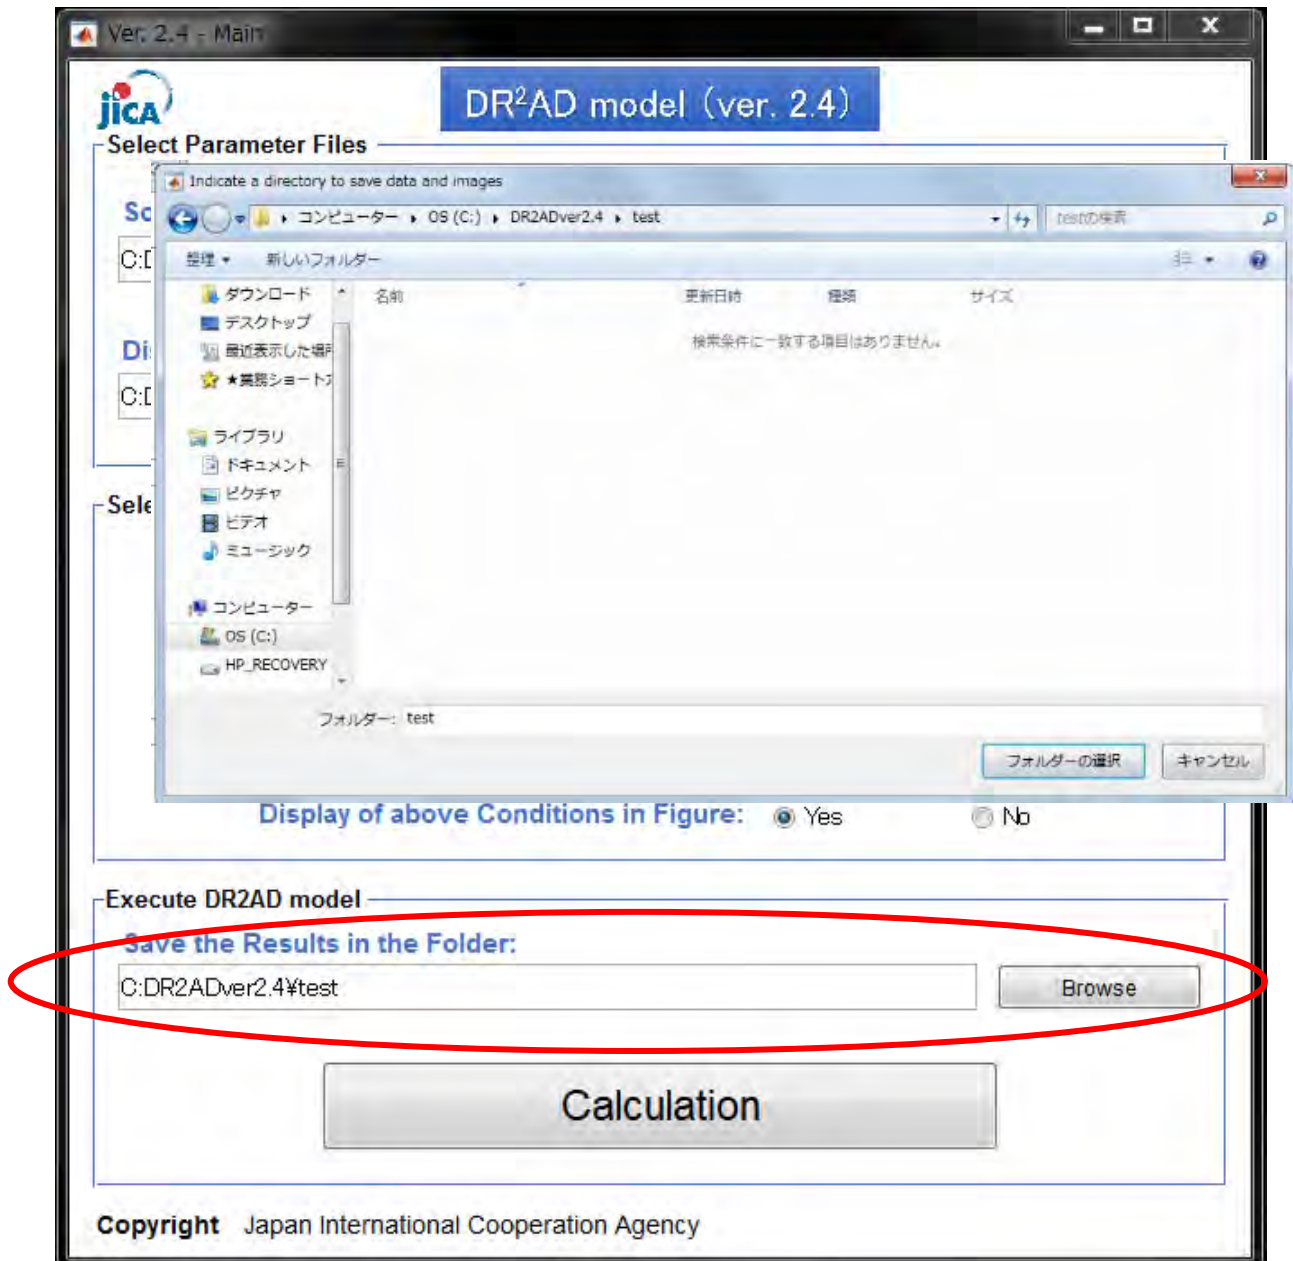 Ver. 2.4 - Main
jica
DR²AD model (ver. 2.4)
Select Parameter Files
Indicate a directory to save data and images
コンピューター OS (C:) DR2ADver2.4 test
testの検索
整理 新しいフォルダー
名前 更新日時 種類 サイズ
検索条件に一致する項目はありません。
ダウンロード
デスクトップ
最近表示した場所
★業務ショートカ
ライブラリ
ドキュメント
ピクチャ
ビデオ
ミュージック
コンピューター
OS (C:)
HP_RECOVERY
フォルダー: test
フォルダーの選択 キャンセル
Sc
C:D
Di
C:D
Sele
Display of above Conditions in Figure: Yes No
Execute DR2AD model
Save the Results in the Folder:
C:DR2ADver2.4¥test Browse
Calculation
Copyright Japan International Cooperation Agency